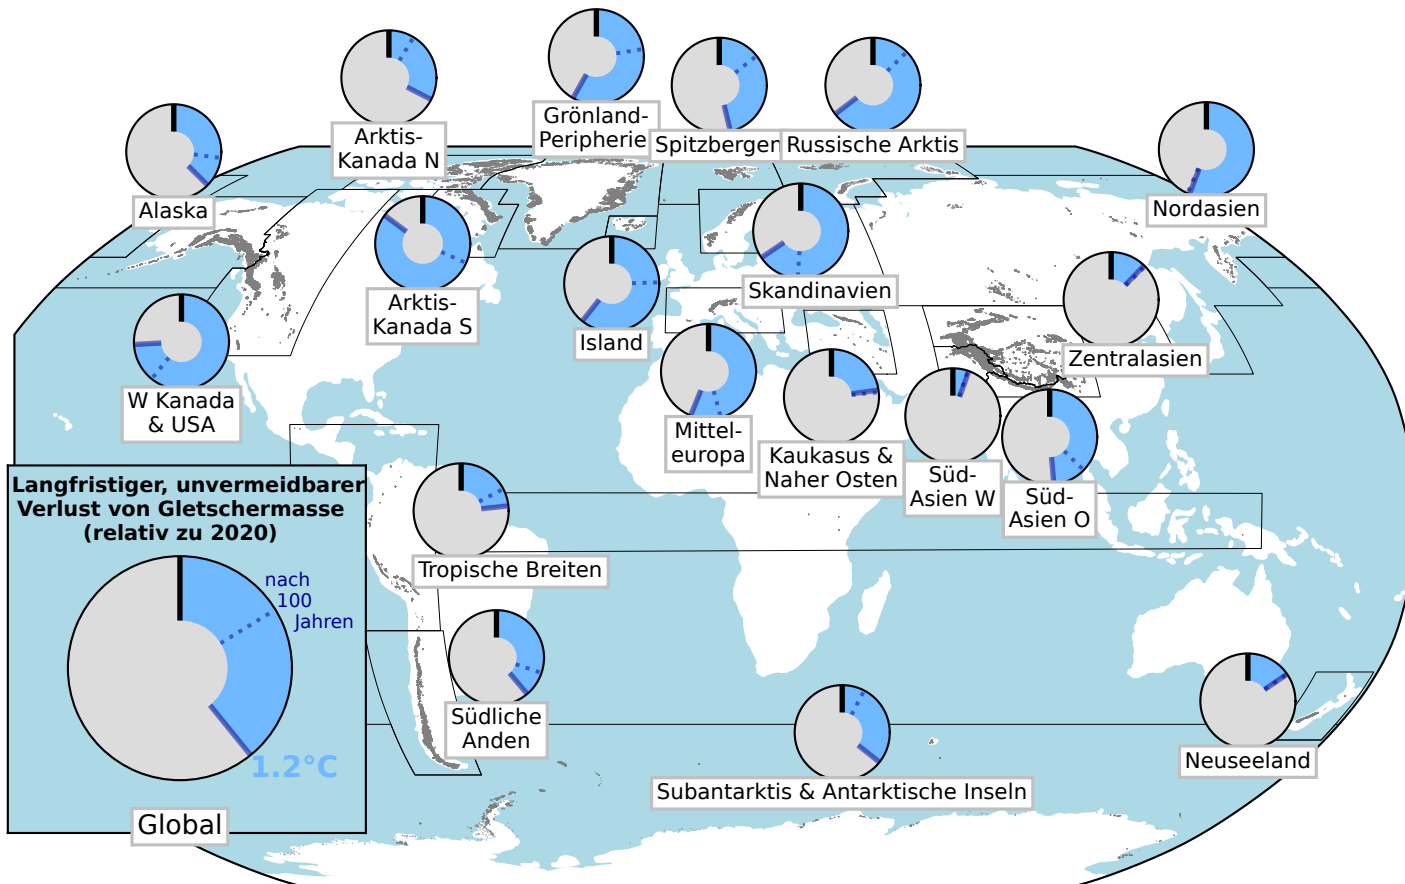 Arktis-
Kanada N
Grönland-
Peripherie
Spitzbergen
Russische Arktis
Alaska
Nordasien
Arktis-
Kanada S
Island
Skandinavien
Zentralasien
W Kanada
& USA
Mittel-
europa
Kaukasus &
Naher Osten
Süd-
Asien W
Süd-
Asien O
Langfristiger, unvermeidbarer
Verlust von Gletschermasse
(relativ zu 2020)
nach
100
Jahren
1.2°C
Global
Tropische Breiten
Südliche
Anden
Subantarktis & Antarktische Inseln
Neuseeland